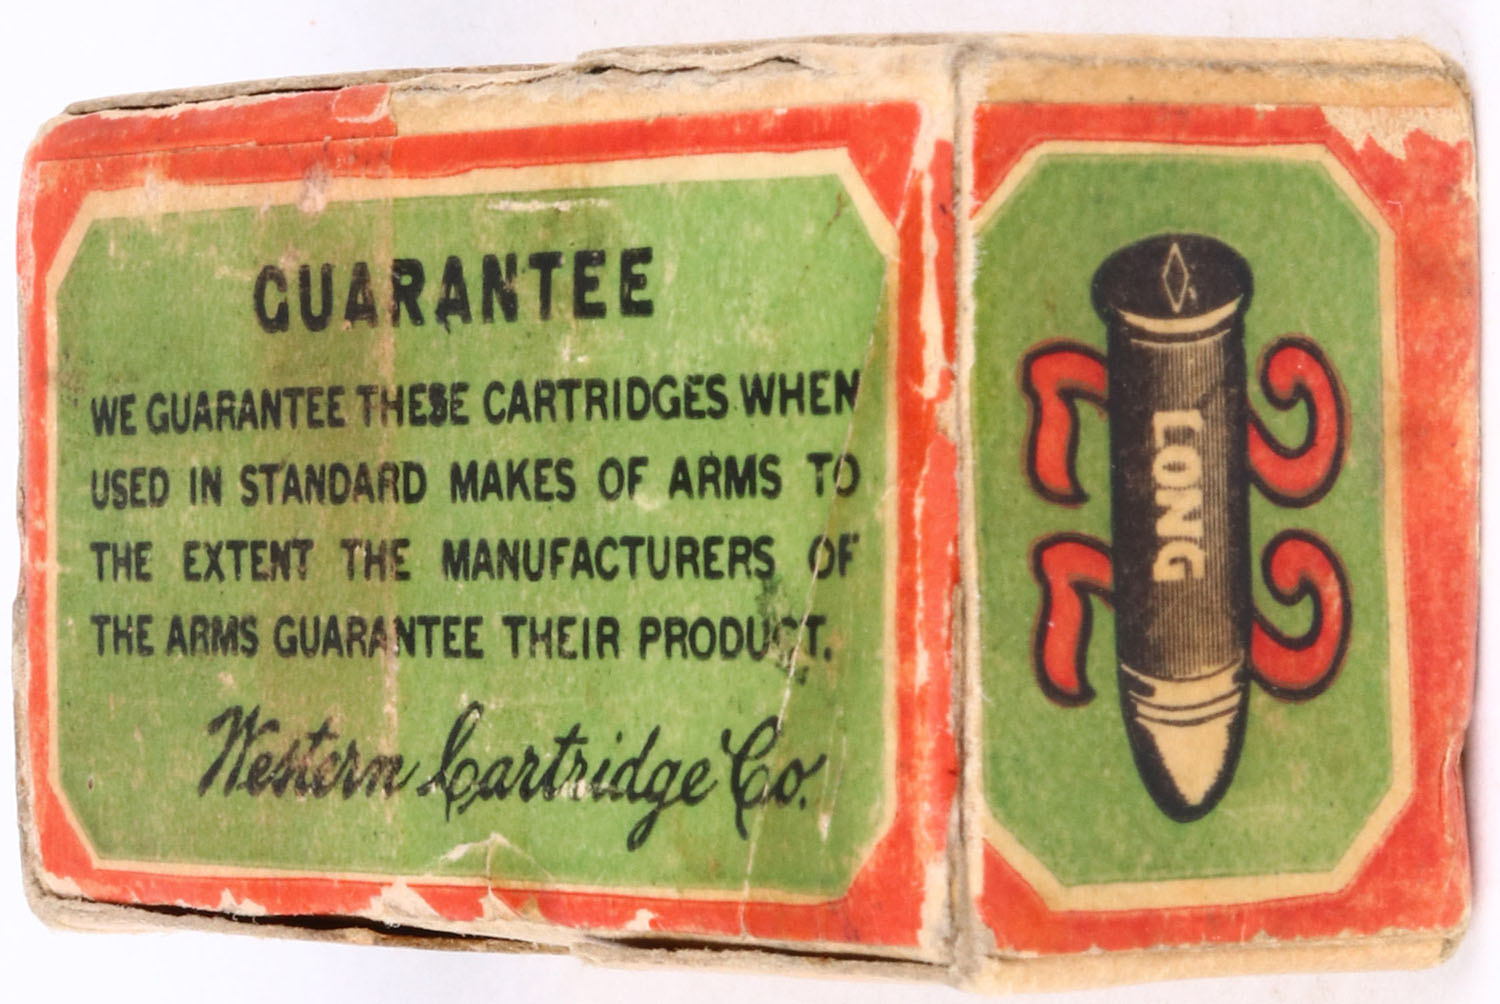 GUARANTEE
WE GUARANTEE THESE CARTRIDGES WHEN
USED IN STANDARD MAKES OF ARMS TO
THE EXTENT THE MANUFACTURERS OF
THE ARMS GUARANTEE THEIR PRODUCT.
Western Cartridge Co.
22
LONG